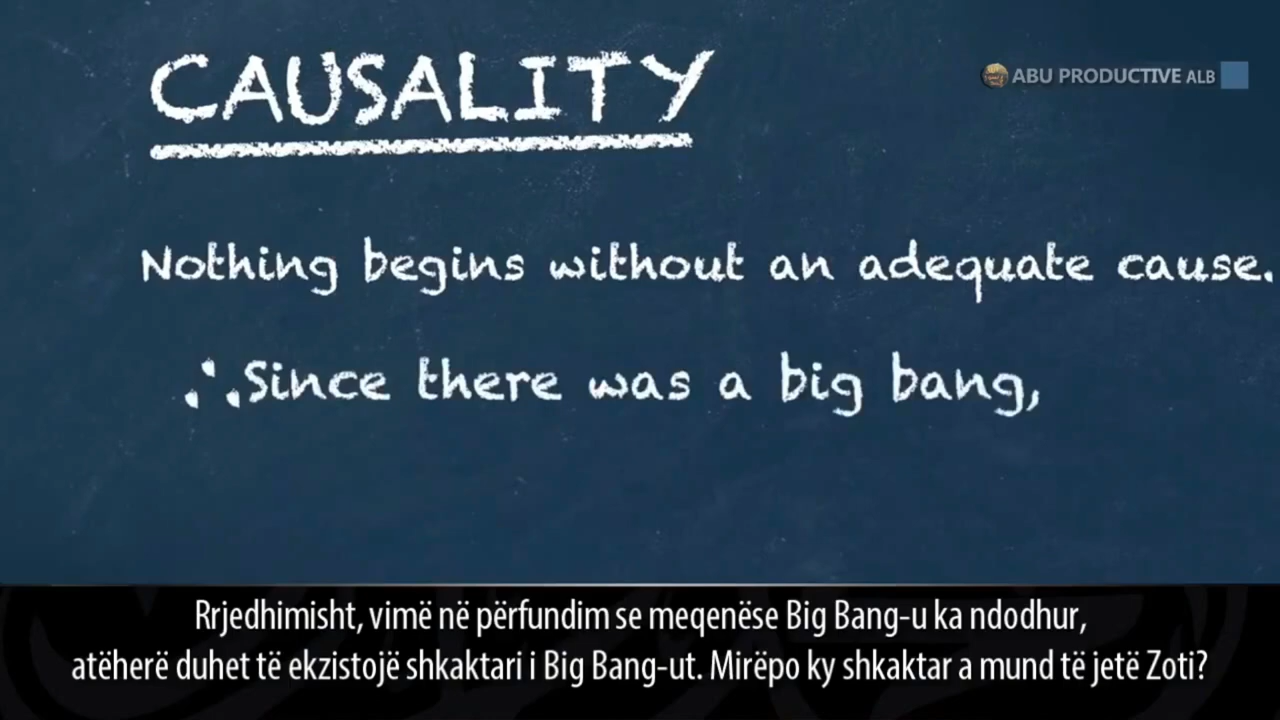 CAUSALITY
ABU PRODUCTIVE ALB
Nothing begins without an adequate cause.
∴Since there was a big bang,
Rrjedhimisht, vimë në përfundim se meqenëse Big Bang-u ka ndodhur,
atëherë duhet të ekzistojë shkaktari i Big Bang-ut. Mirëpo ky shkaktar a mund të jetë Zoti?